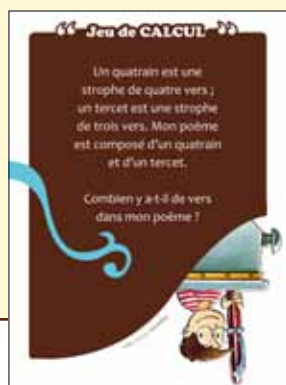 Jeu de CALCUL
Un quatrain est une
strophe de quatre vers ;
un tercet est une strophe
de trois vers. Mon poème
est composé d'un quatrain
et d'un tercet.
Combien y a-t-il de vers
dans mon poème ?